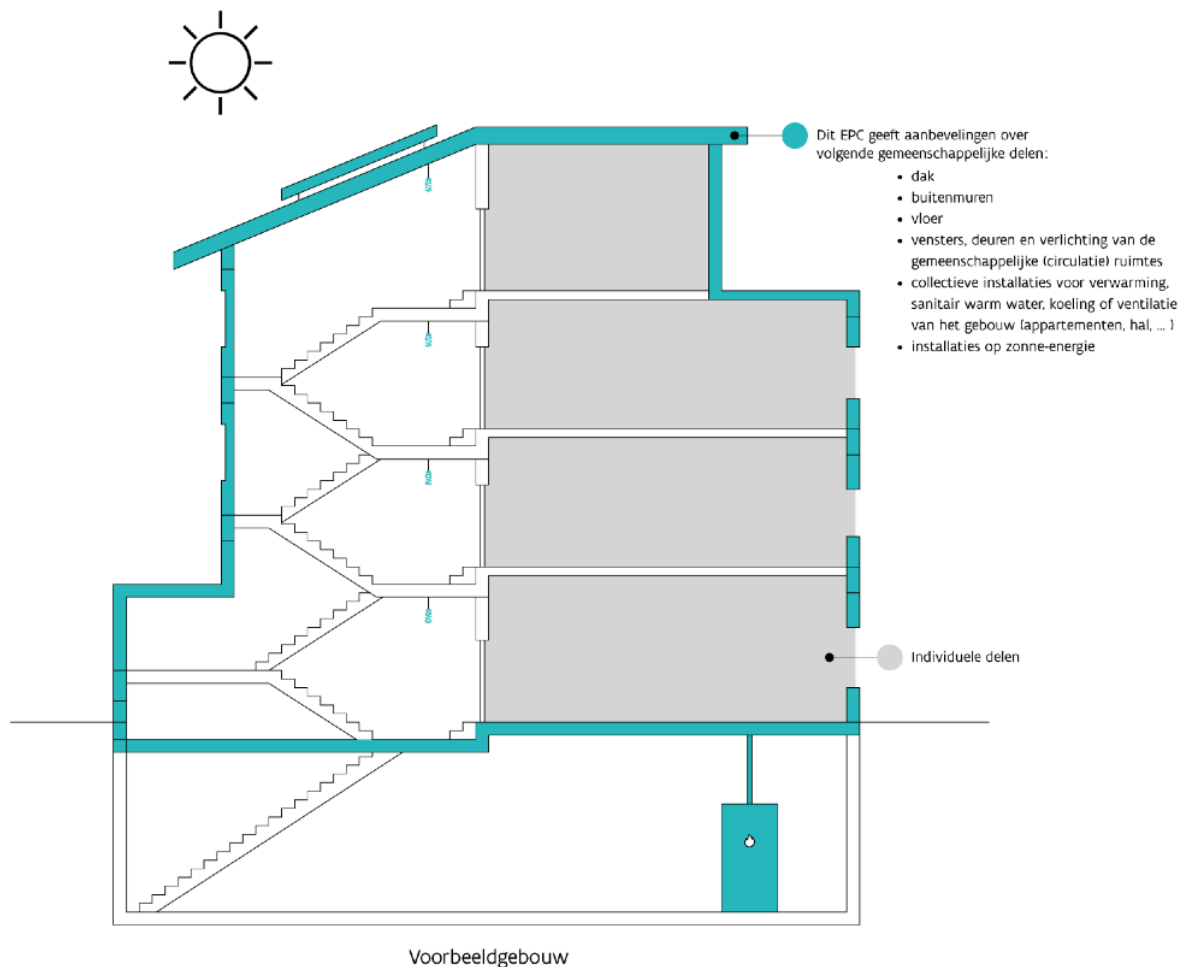 Dit EPC geeft aanbevelingen over
volgende gemeenschappelijke delen:
• dak
• buitenmuren
• vloer
• vensters, deuren en verlichting van de
gemeenschappelijke (circulatie) ruimtes
• collectieve installaties voor verwarming,
sanitair warm water, koeling of ventilatie
van het gebouw (appartementen, hal, ... )
• installaties op zonne-energie
Individuele delen
Voorbeeldgebouw